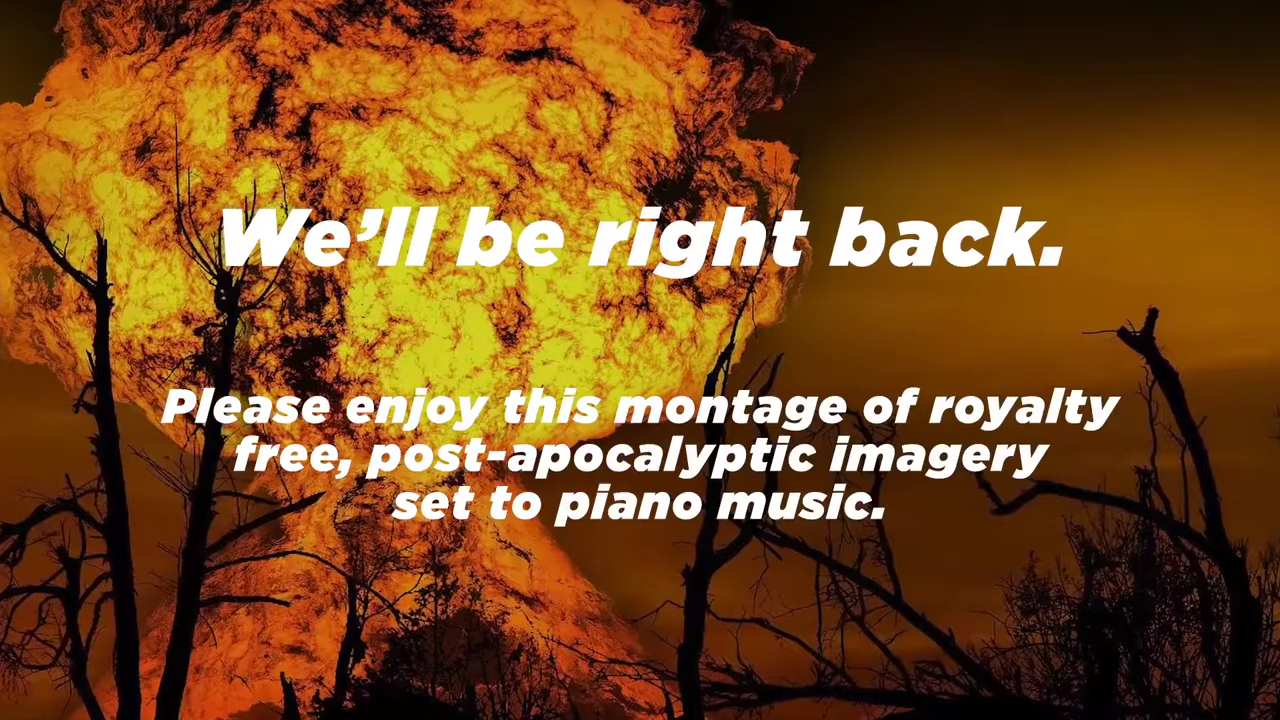 We’ll be right back.
Please enjoy this montage of royalty
free, post-apocalyptic imagery
set to piano music.